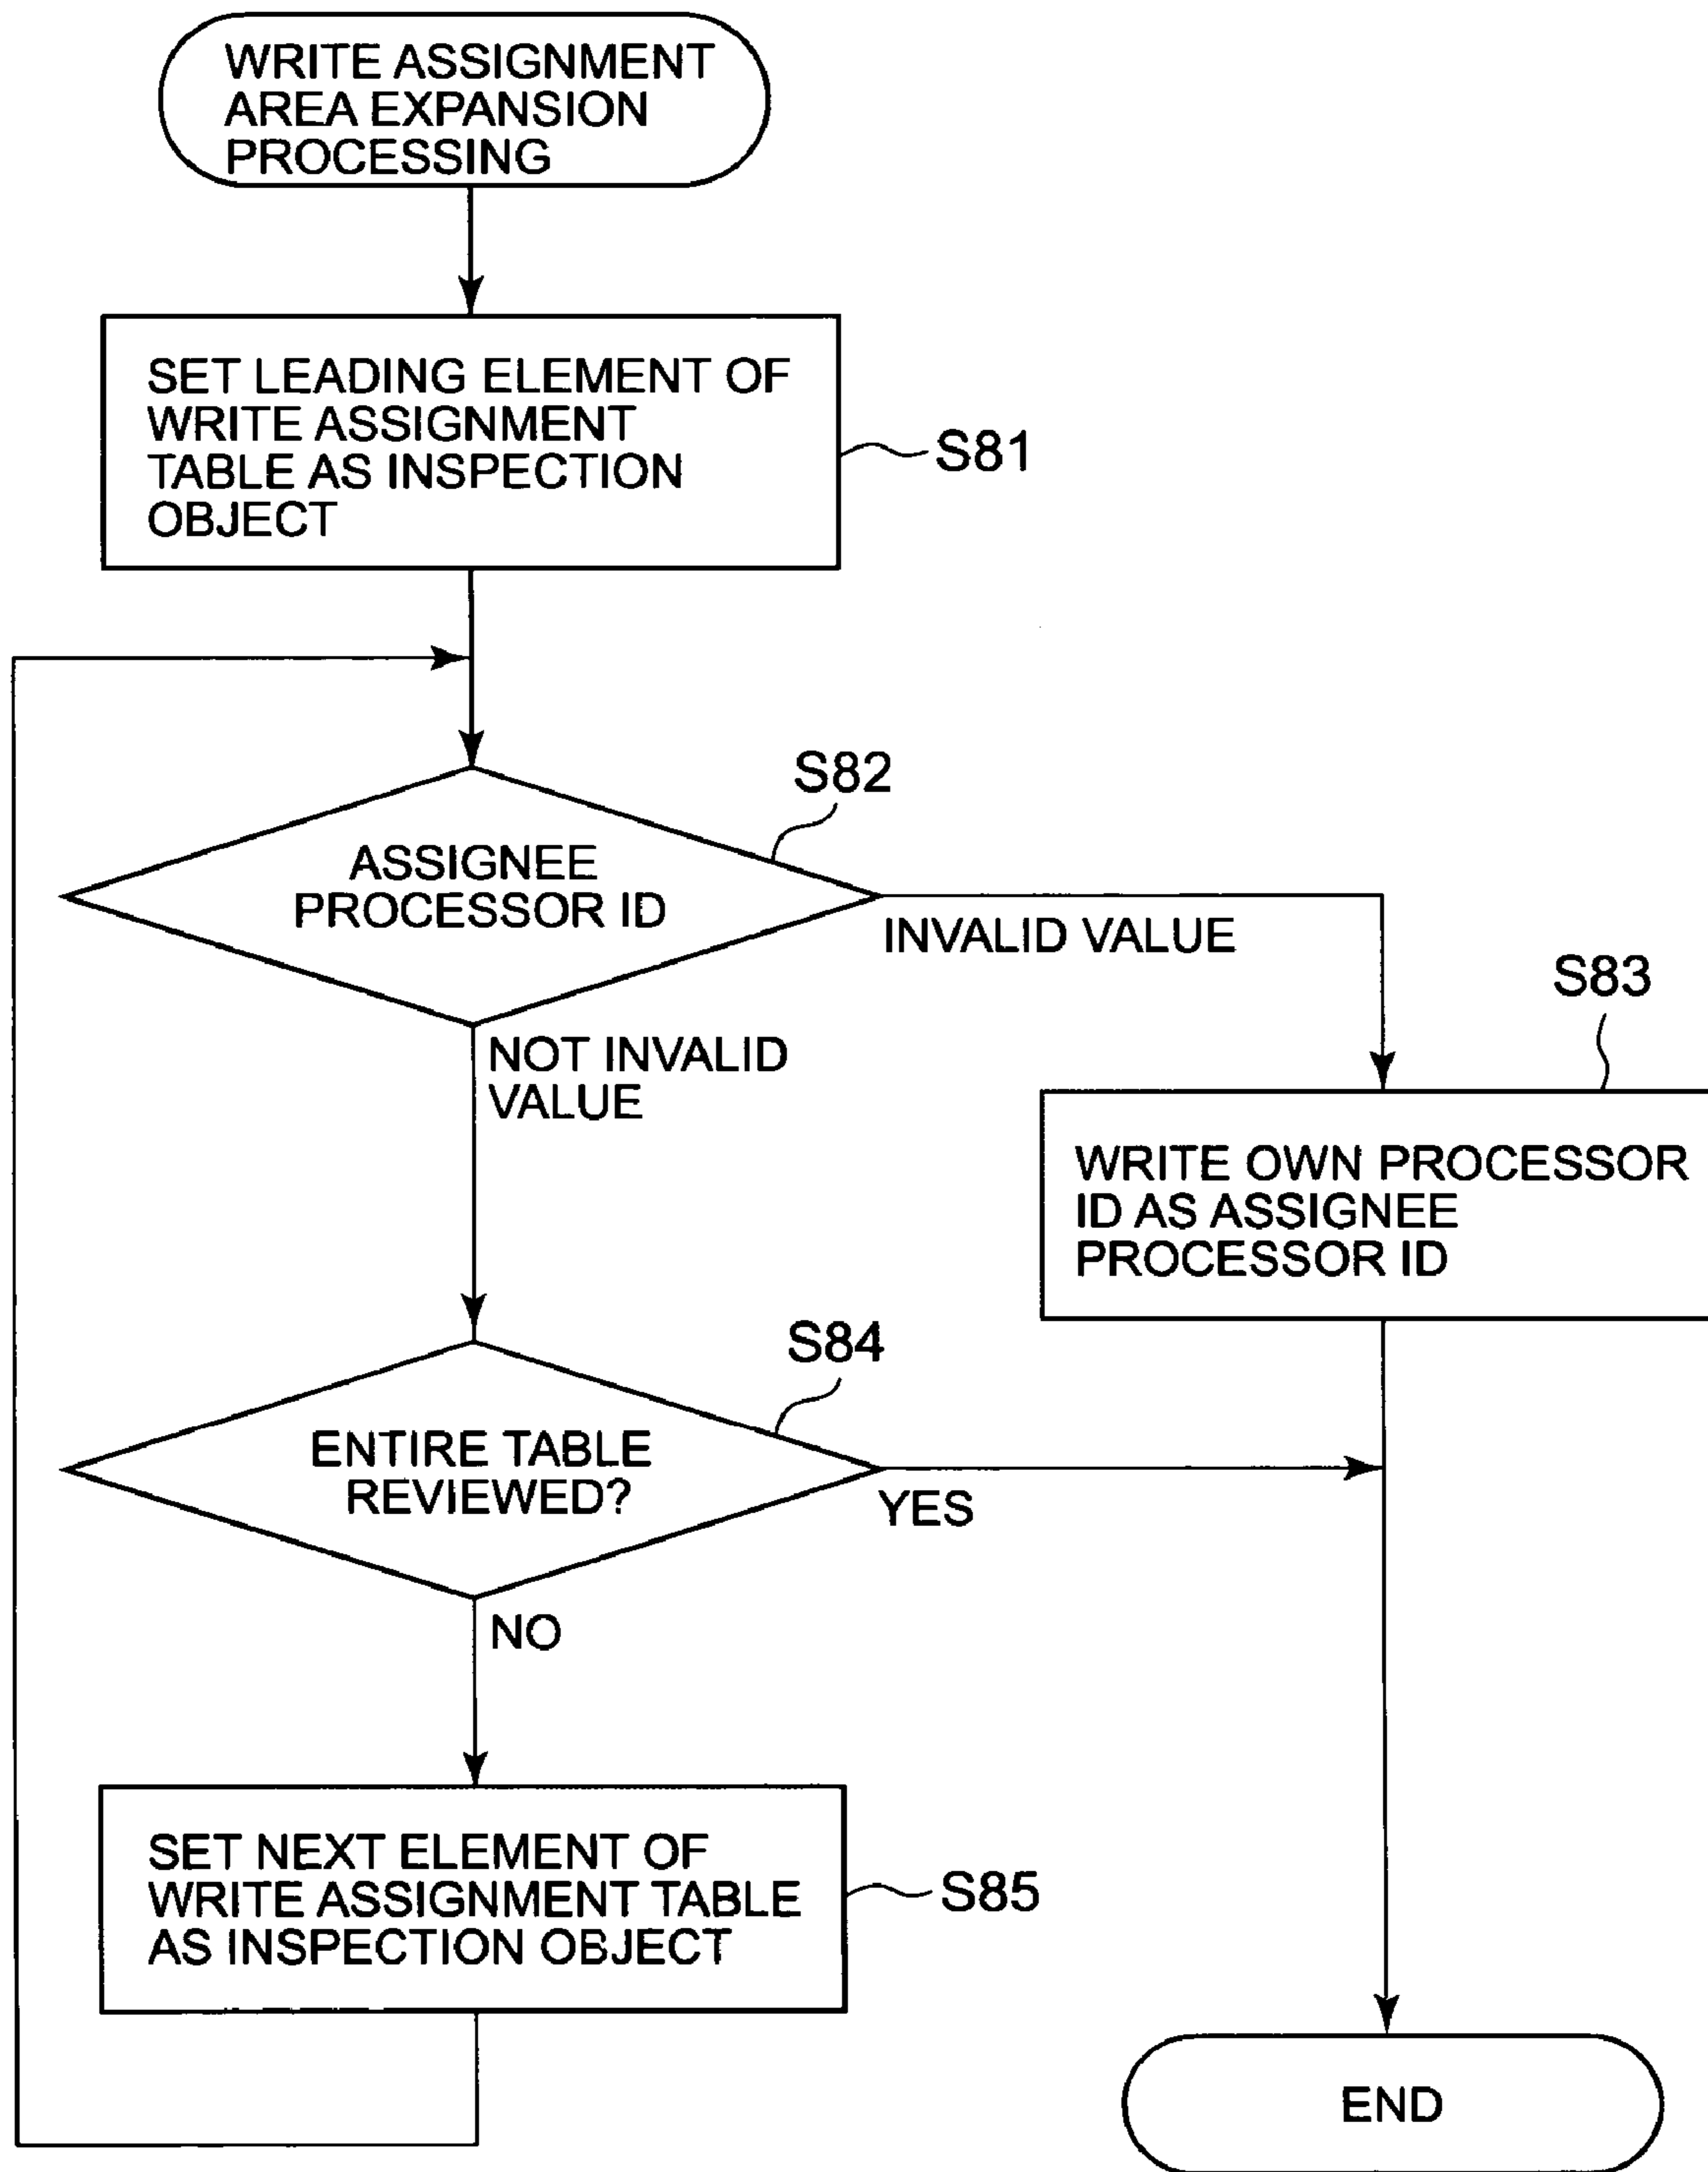 WRITE ASSIGNMENT
AREA EXPANSION
PROCESSING
SET LEADING ELEMENT OF
WRITE ASSIGNMENT
TABLE AS INSPECTION
OBJECT
S81
S82
ASSIGNEE
PROCESSOR ID
INVALID VALUE
NOT INVALID
VALUE
S83
WRITE OWN PROCESSOR
ID AS ASSIGNEE
PROCESSOR ID
S84
ENTIRE TABLE
REVIEWED?
YES
NO
SET NEXT ELEMENT OF
WRITE ASSIGNMENT TABLE
AS INSPECTION OBJECT
S85
END